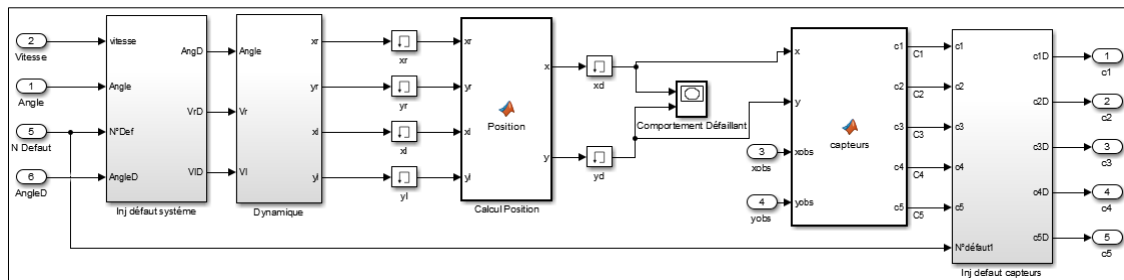 2
Vitesse
1
Angle
5
N Defaut
6
AngleD
vitesse
Angle
N°Def
AngleD
AngD
VrD
VlD
Inj défaut système
Angle
Vr
Vl
xr
yr
xl
yl
Dynamique
xr
yr
xl
yl
xr
yr
xl
yl
Position
x
y
Calcul Position
xd
yd
Comportement Défaillant
3
xobs
4
yobs
x
y
xobs
yobs
capteurs
c1
c2
c3
c4
c5
C1
C2
C3
C4
C5
c1
c2
c3
c4
c5
N°défaut1
c1D
c2D
c3D
c4D
c5D
Inj defaut capteurs
1
c1
2
c2
3
c3
4
c4
5
c5